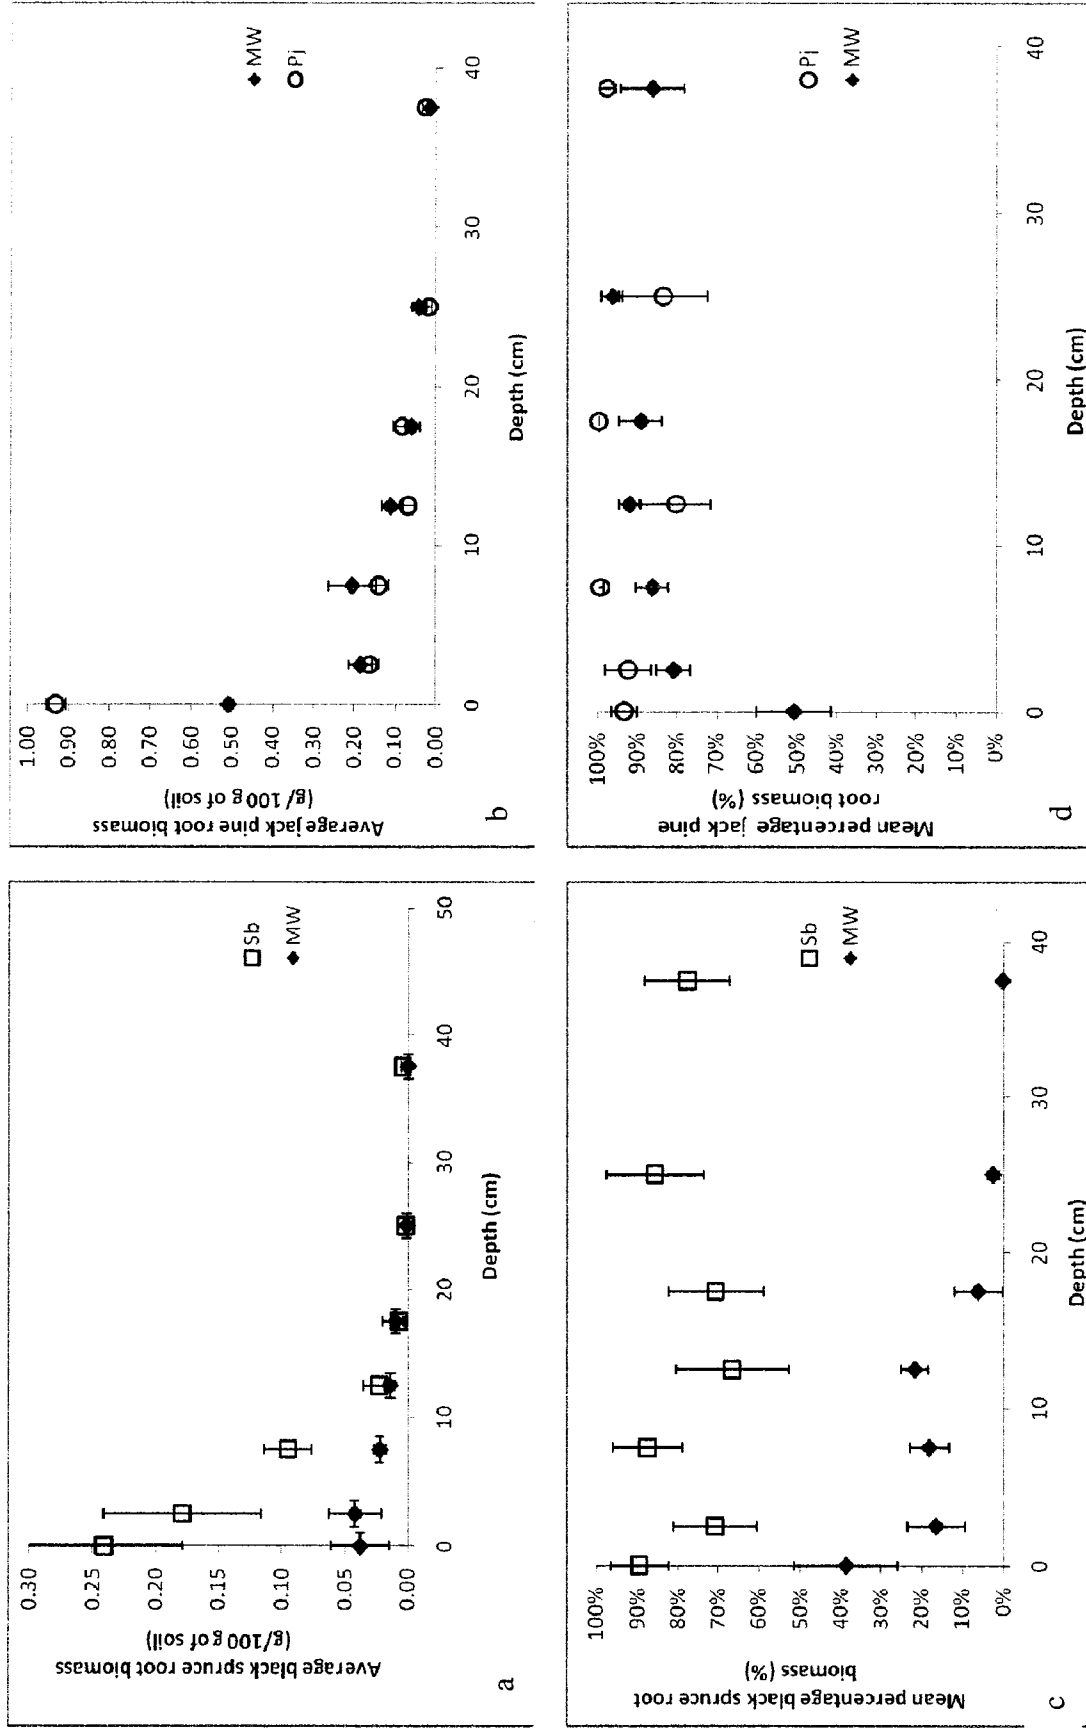 Average black spruce root biomass
(g/100 g of soil)
0.30
0.25
0.20
0.15
0.10
0.05
0.00
0
10
20
30
40
50
Depth (cm)
Sb
MW
a
Average jack pine root biomass
(g/ 100 g of soil)
1.00
0.90
0.80
0.70
0.60
0.50
0.40
0.30
0.20
0.10
0.00
0
10
20
30
40
Depth (cm)
MW
Pj
b
Mean percentage black spruce root
biomass (%)
100%
90%
80%
70%
60%
50%
40%
30%
20%
10%
0%
0
10
20
30
40
Depth (cm)
Sb
MW
c
Mean percentage jack pine
root biomass (%)
100%
90%
80%
70%
60%
50%
40%
30%
20%
10%
0%
0
10
20
30
40
Depth (cm)
Pj
MW
d